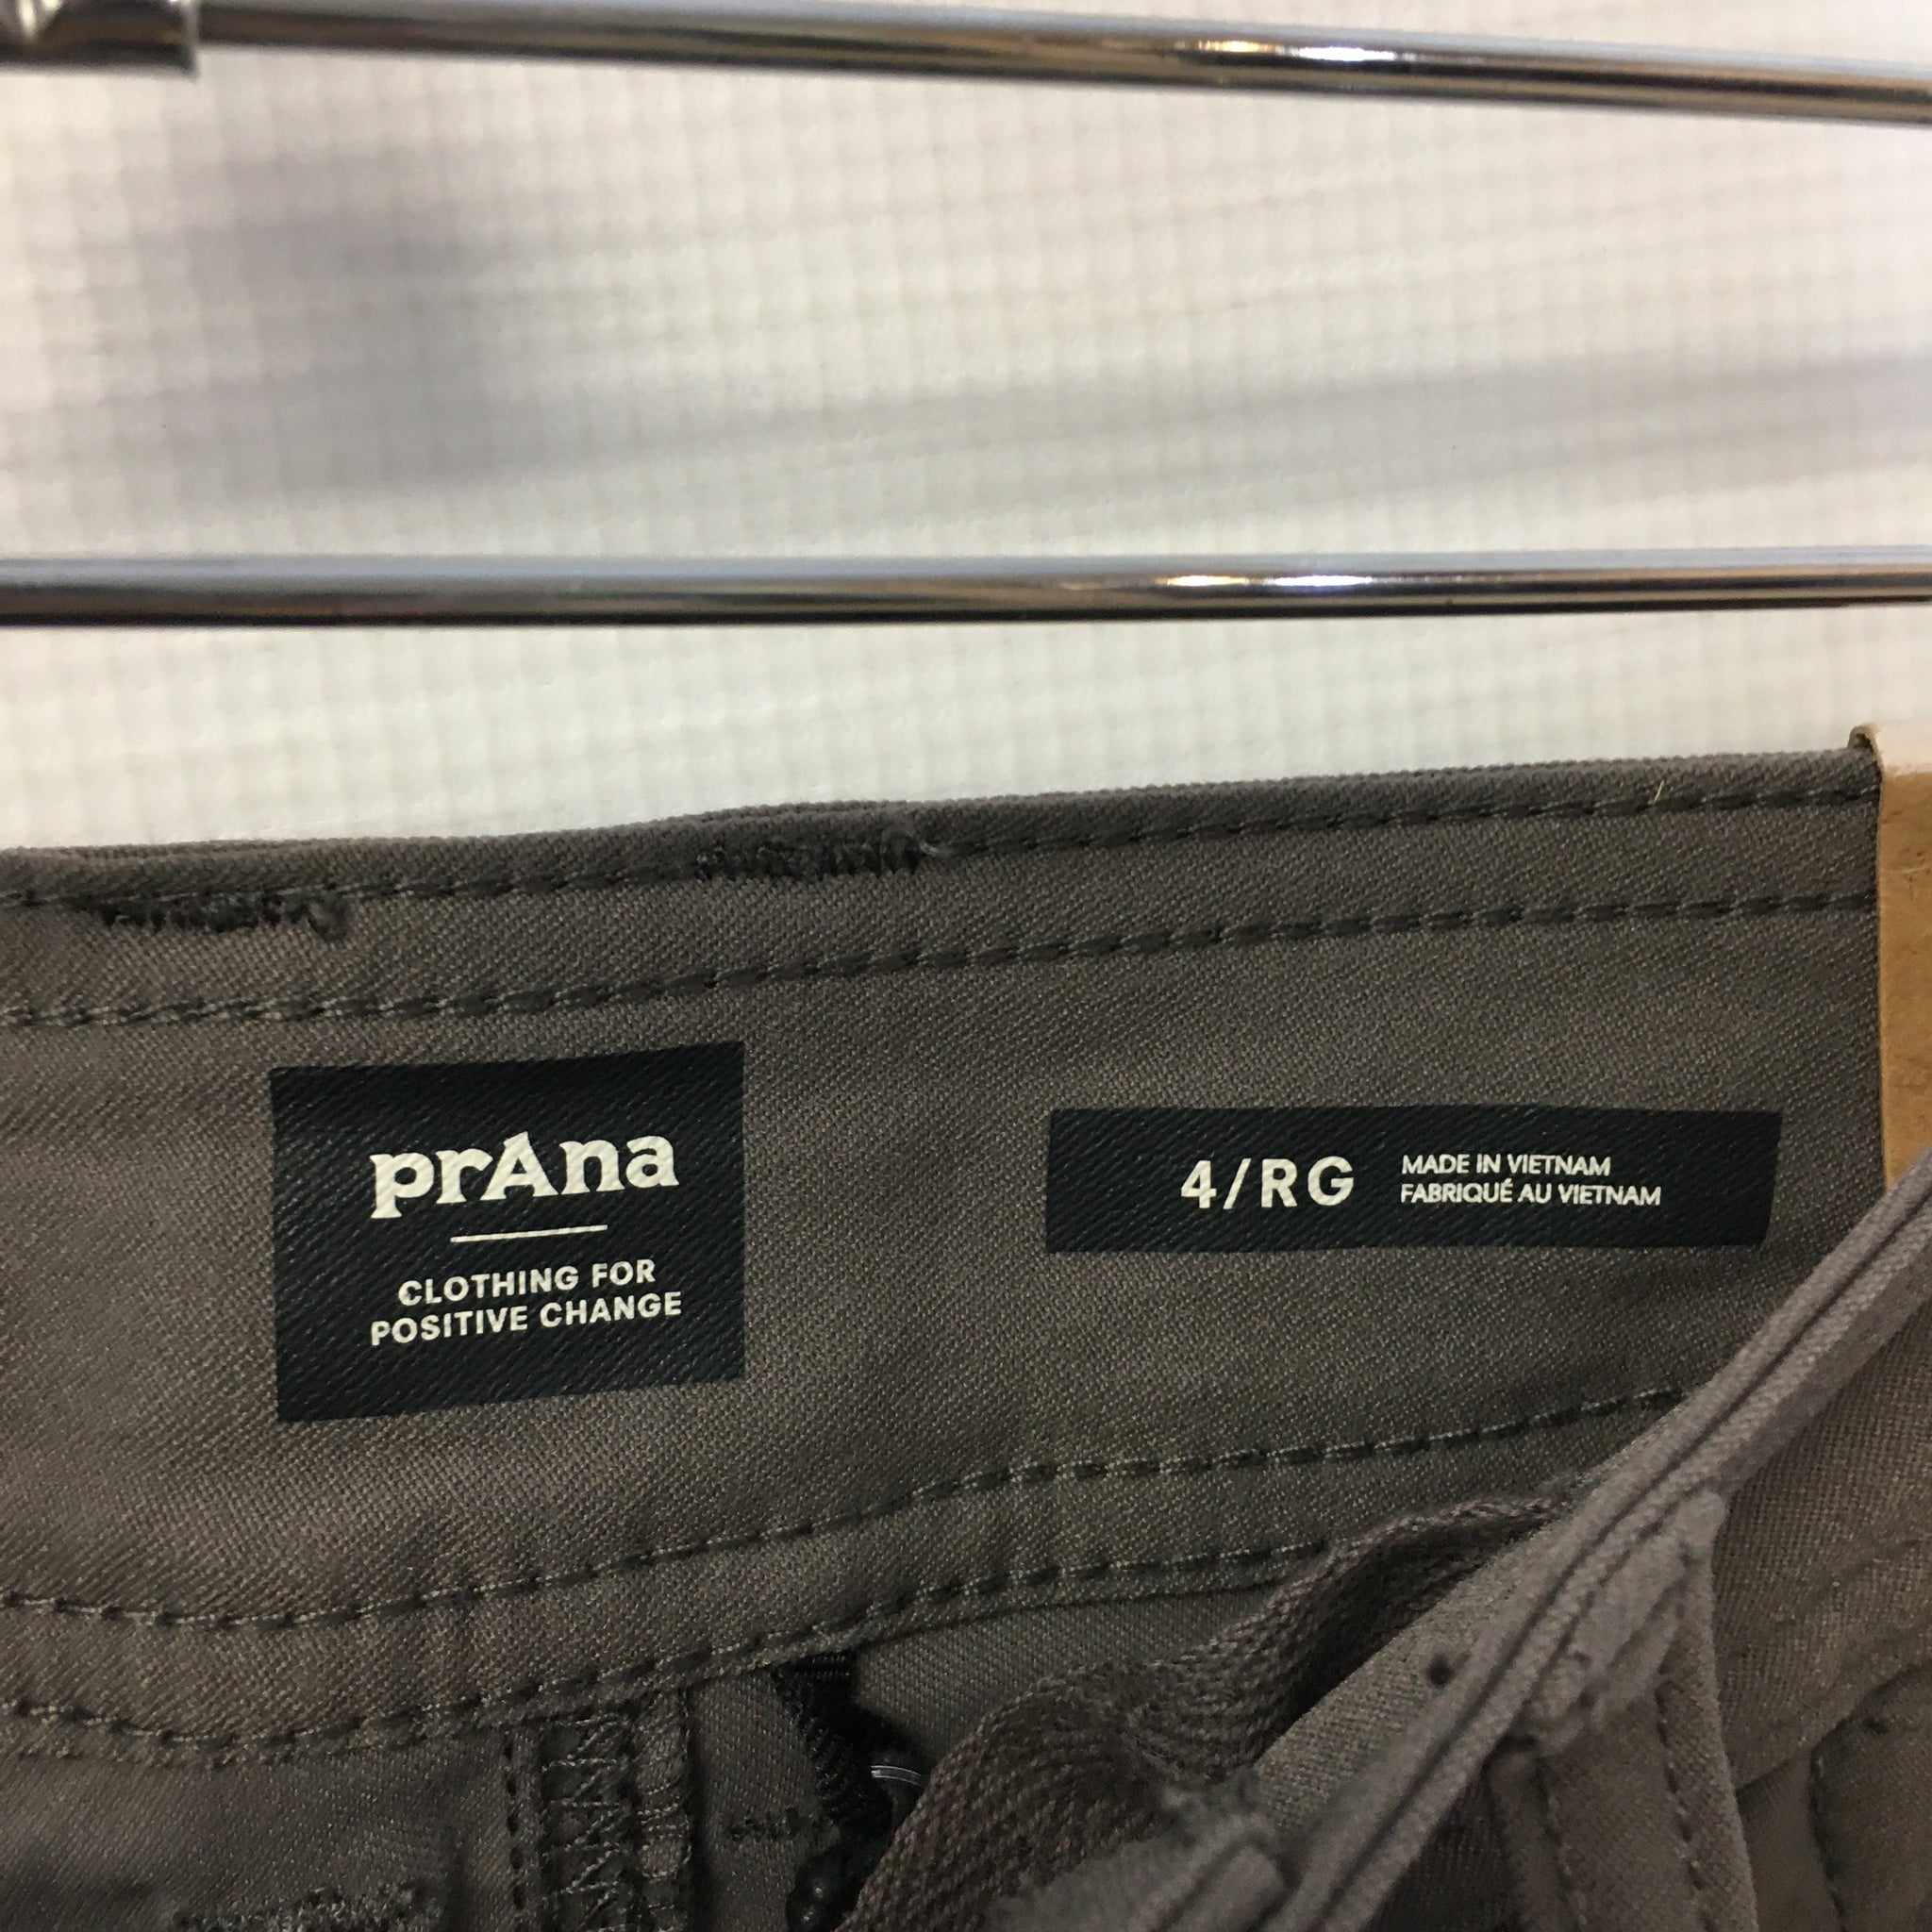 prAna
CLOTHING FOR
POSITIVE CHANGE
4/RG
MADE IN VIETNAM
FABRIQUÉ AU VIETNAM